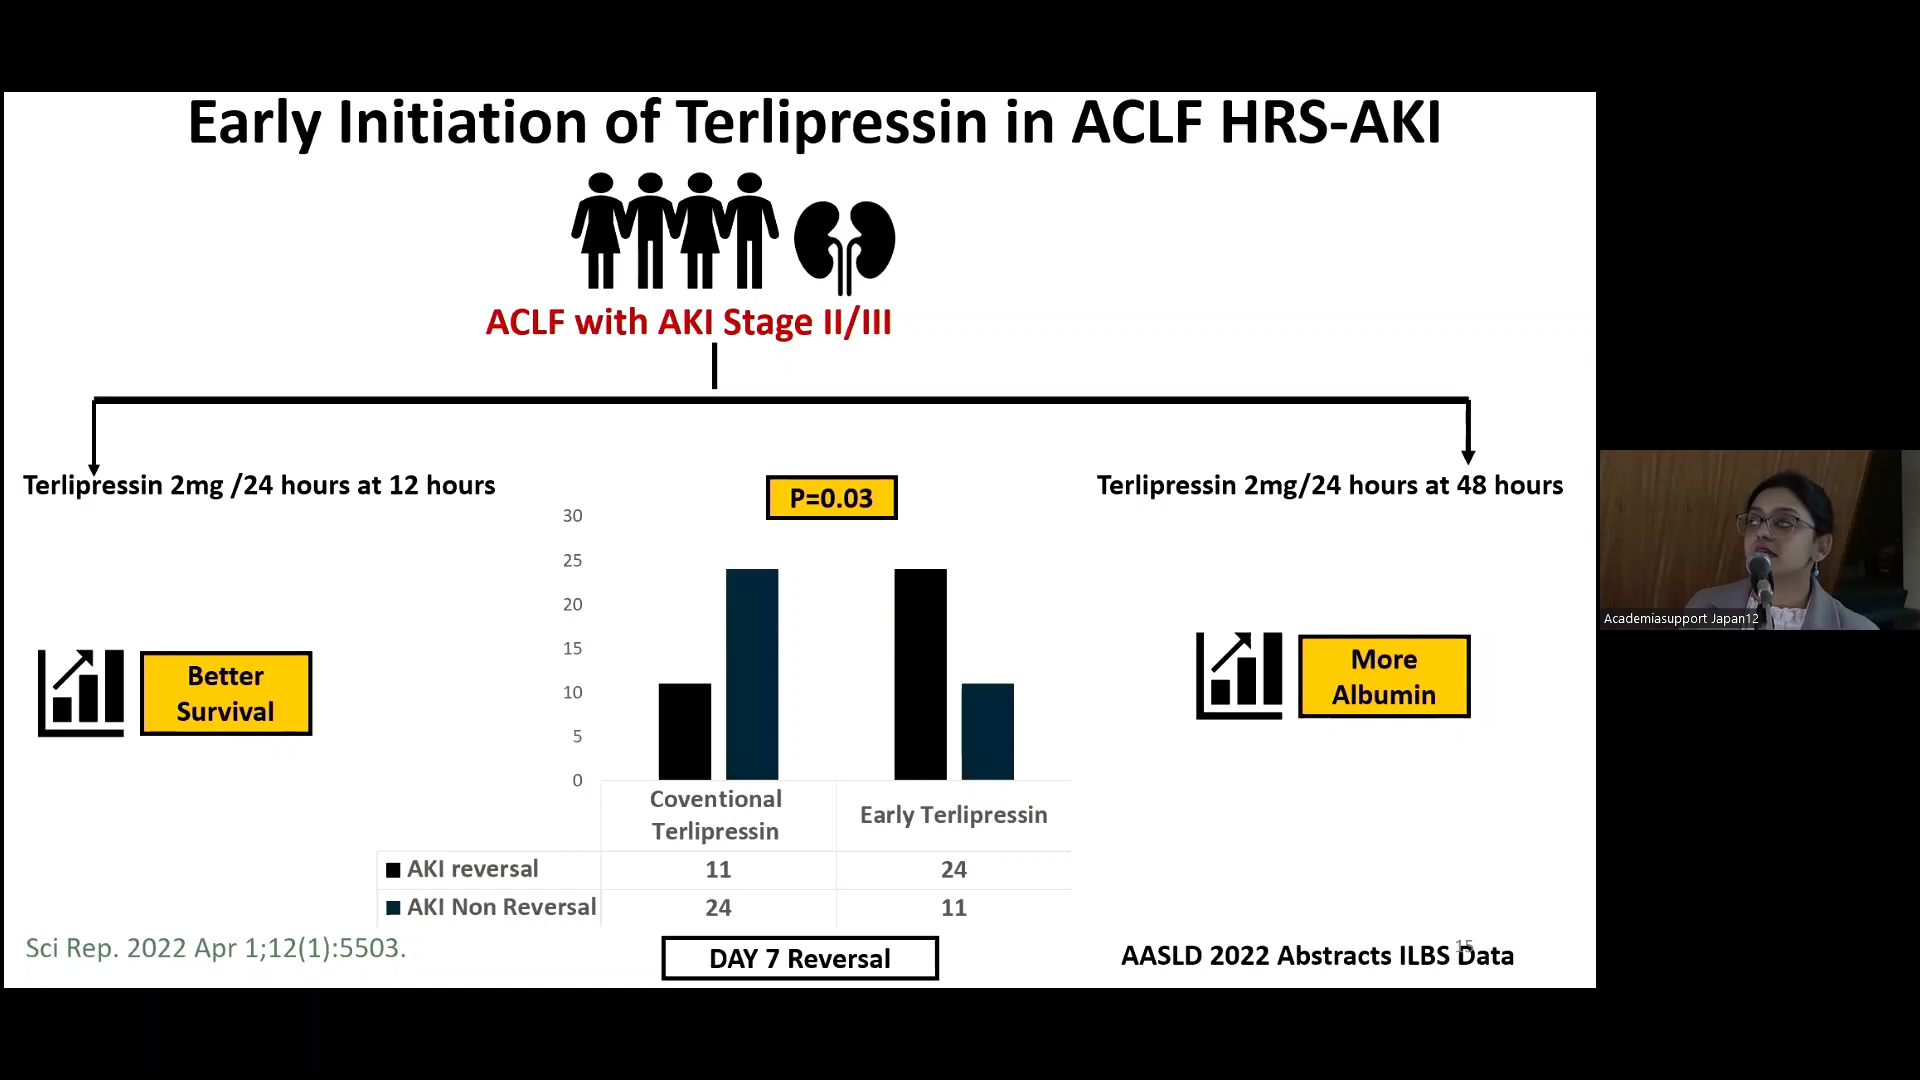 Early Initiation of Terlipressin in ACLF HRS-AKI
ACLF with AKI Stage II/III
Terlipressin 2mg /24 hours at 12 hours
P=0.03
Terlipressin 2mg/24 hours at 48 hours
30
25
20
15
10
5
0
Better
Survival
More
Albumin
Coventional
Terlipressin
Early Terlipressin
AKI reversal 11 24
AKI Non Reversal 24 11
Sci Rep. 2022 Apr 1;12(1):5503.
DAY 7 Reversal
AASLD 2022 Abstracts ILBS Data
15
Academiasupport Japan12